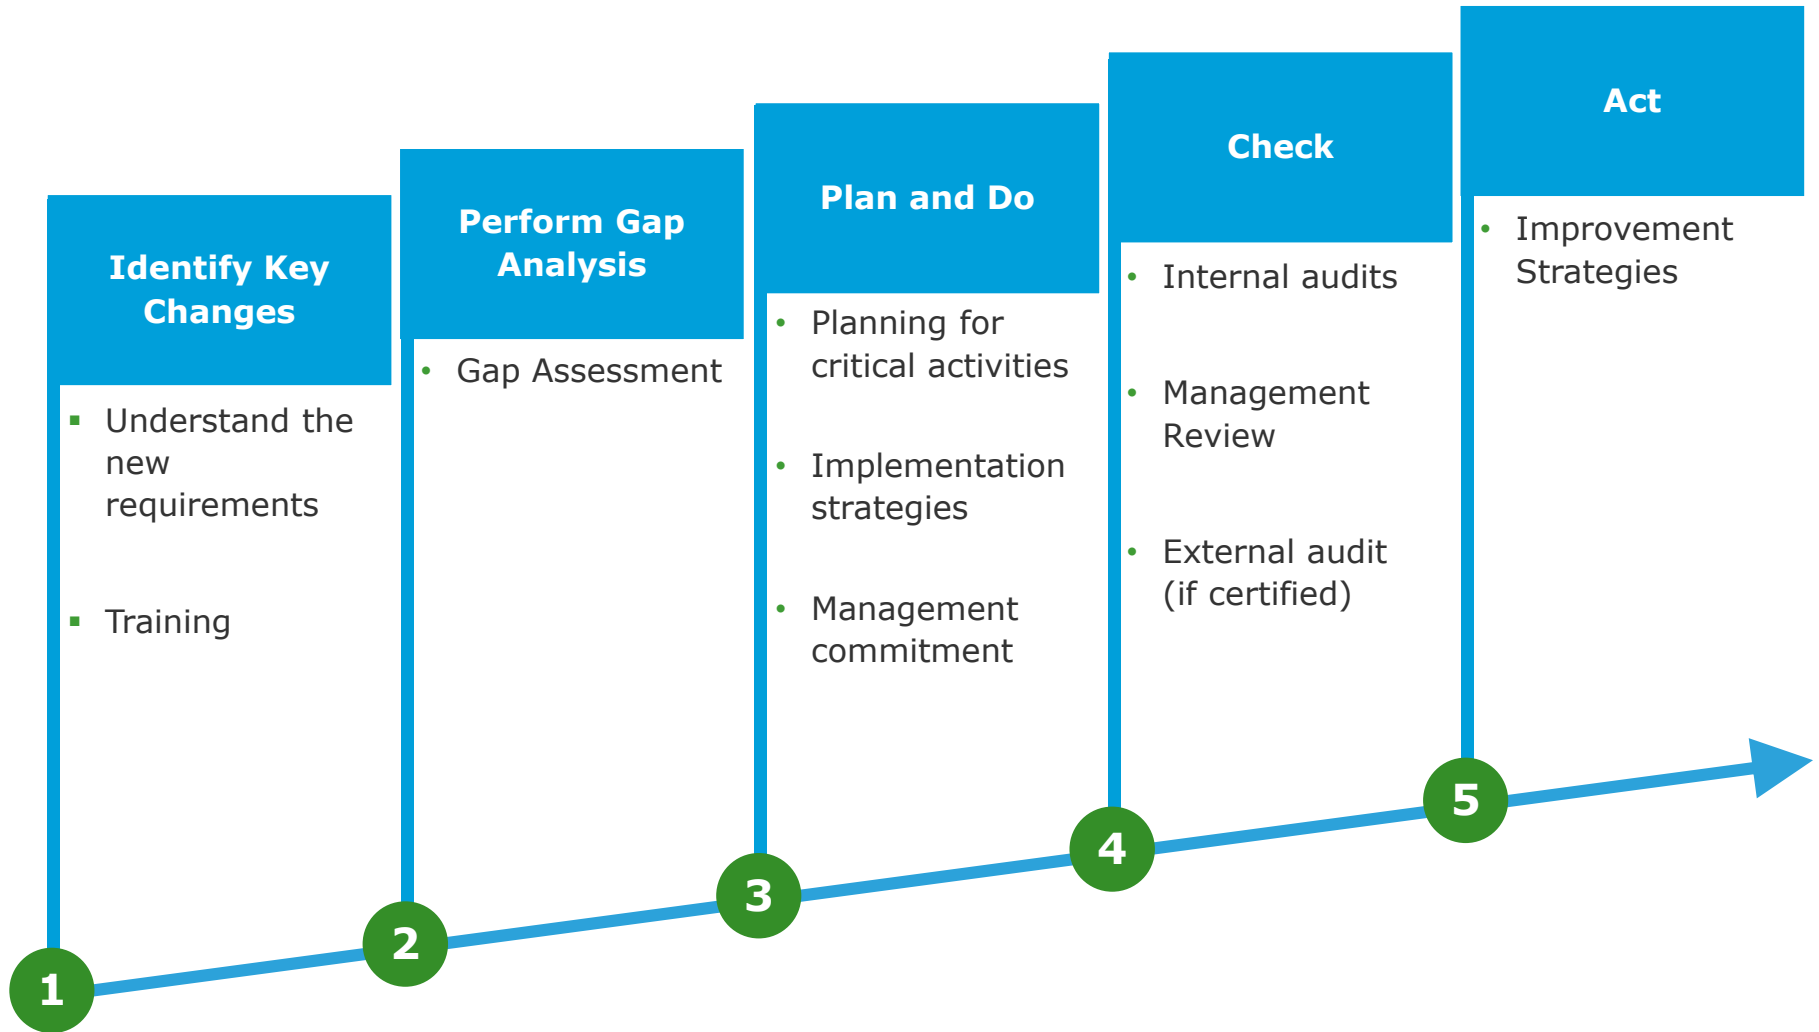 Identify Key
Changes
• Understand the
new
requirements
• Training
1
Perform Gap
Analysis
• Gap Assessment
2
Plan and Do
• Planning for
critical activities
• Implementation
strategies
• Management
commitment
3
Check
• Internal audits
• Management
Review
• External audit
(if certified)
4
Act
• Improvement
Strategies
5